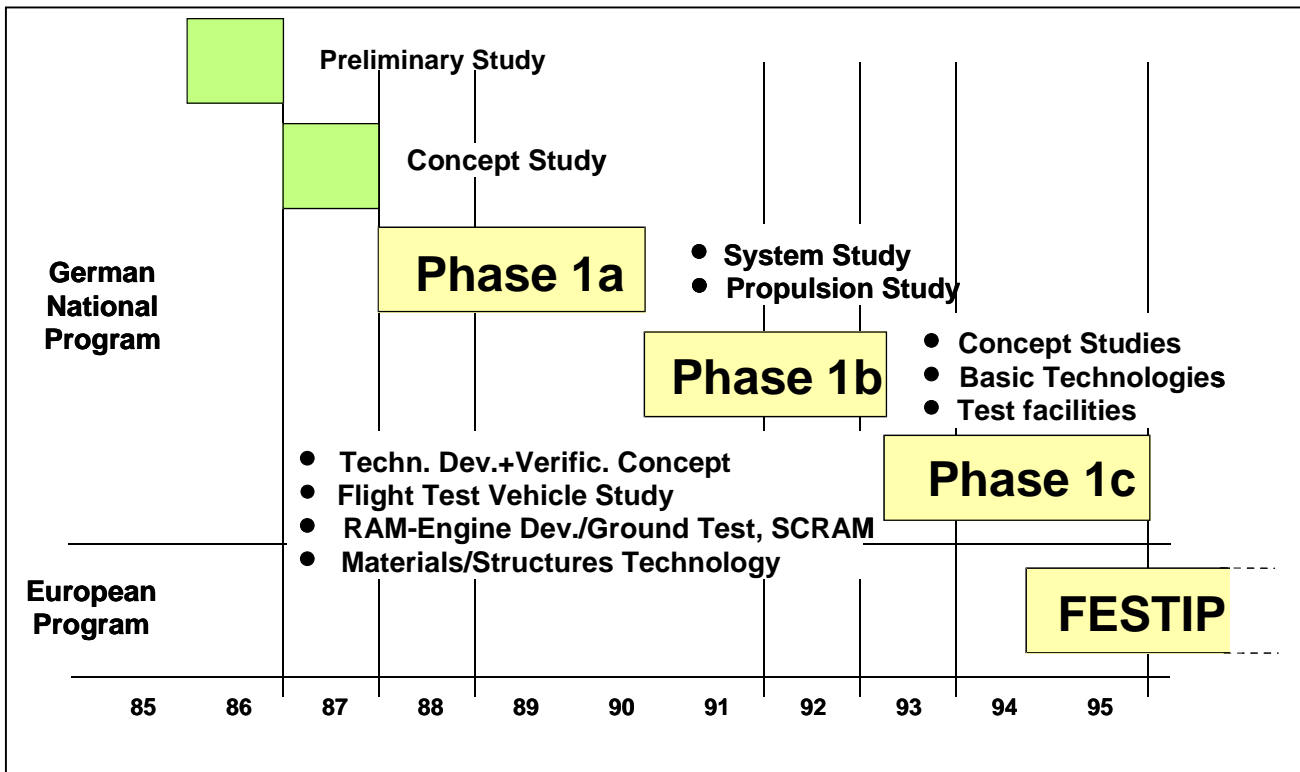 Preliminary Study
Concept Study
German
National
Program
Phase 1a
● System Study
● Propulsion Study
Phase 1b
● Concept Studies
● Basic Technologies
● Test facilities
● Techn. Dev.+Verific. Concept
● Flight Test Vehicle Study
● RAM-Engine Dev./Ground Test, SCRAM
● Materials/Structures Technology
Phase 1c
European
Program
FESTIP
85 86 87 88 89 90 91 92 93 94 95